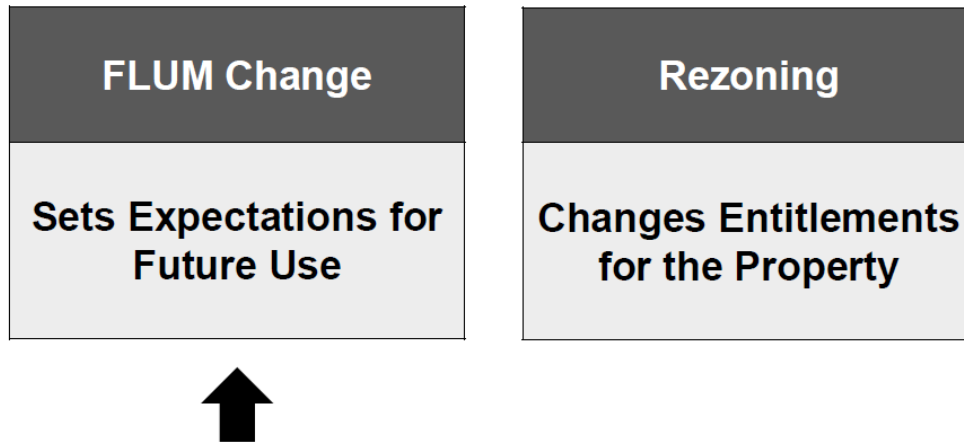 FLUM Change
Sets Expectations for
Future Use
Rezoning
Changes Entitlements
for the Property